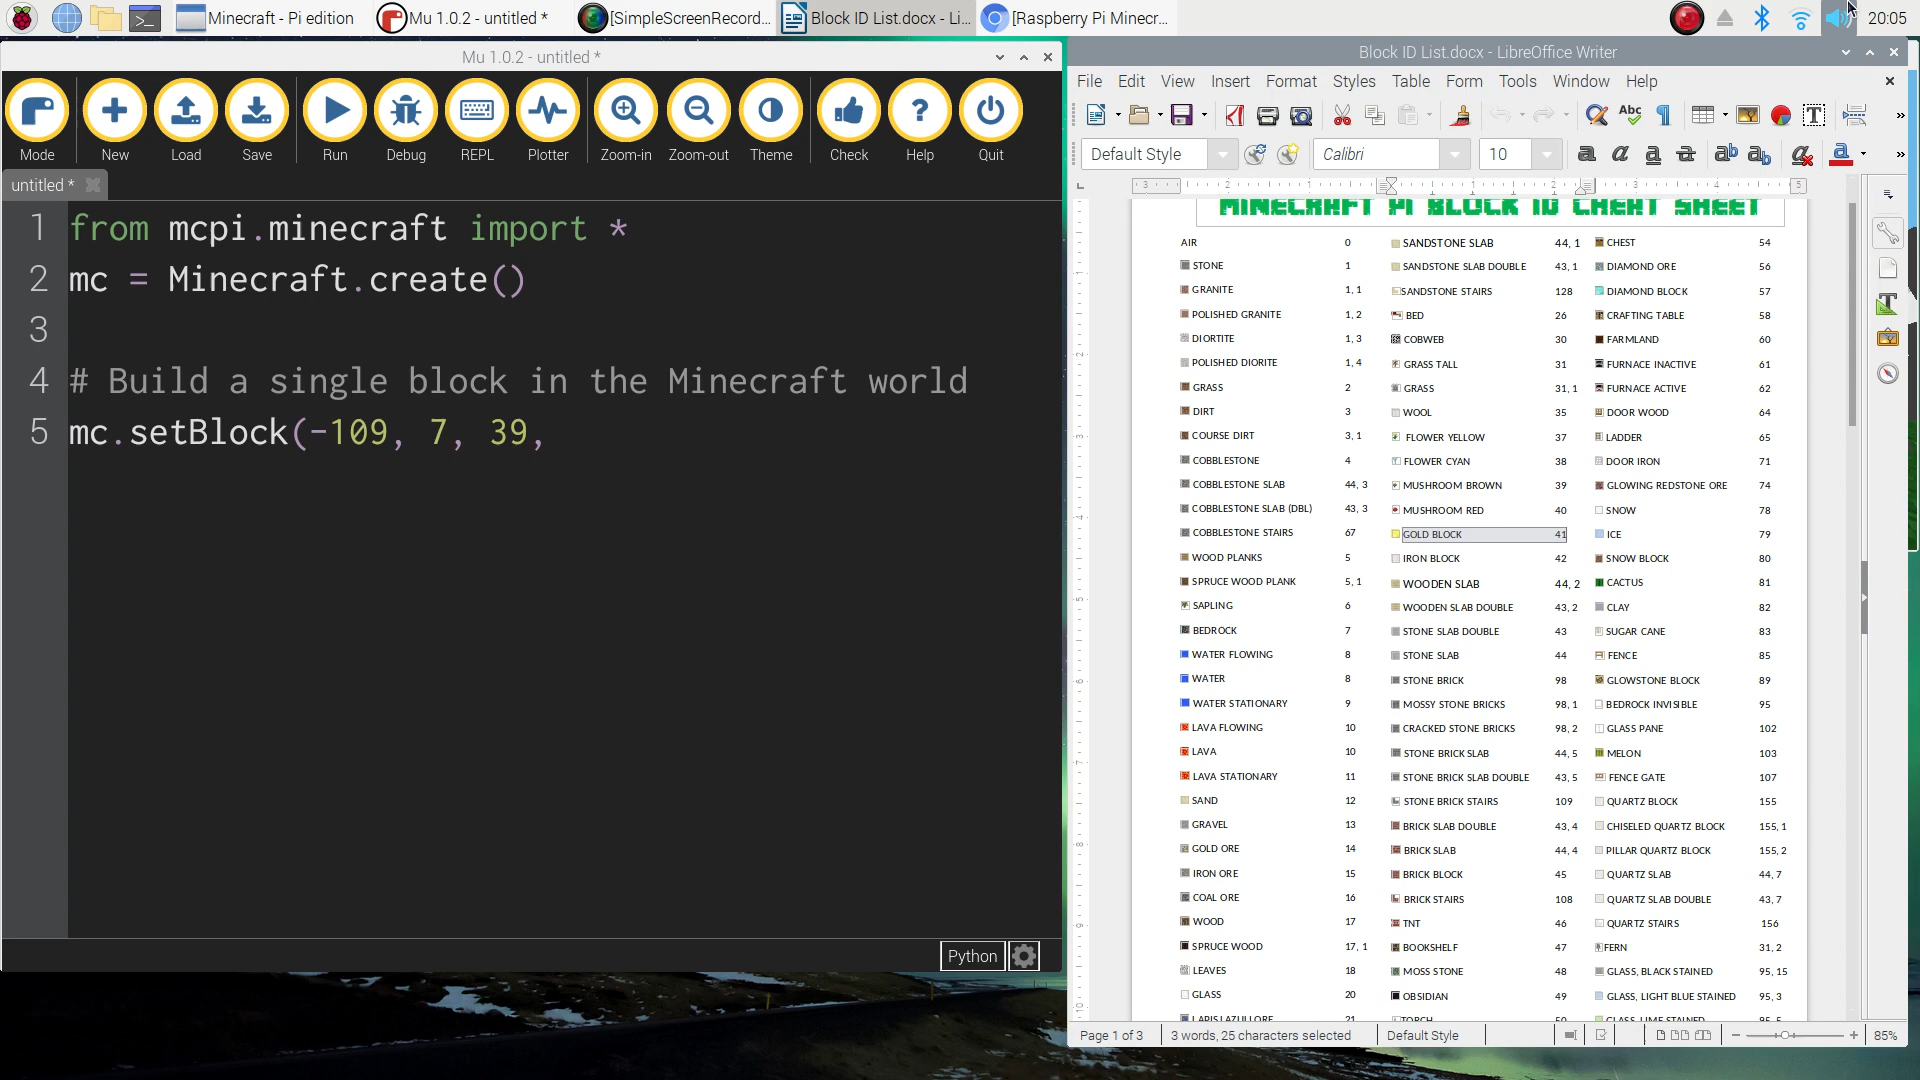 Minecraft - Pi edition
Mu 1.0.2 - untitled *
[SimpleScreenRecord...
Block ID List.docx - Li...
[Raspberry Pi Minecr...
20:05
Mu 1.0.2 - untitled *
Mode
New
Load
Save
Run
Debug
REPL
Plotter
Zoom-in
Zoom-out
Theme
Check
Help
Quit
untitled *
1 from mcpi.minecraft import *
2 mc = Minecraft.create()
3
4 # Build a single block in the Minecraft world
5 mc.setBlock(-109, 7, 39,
Python
Block ID List.docx - LibreOffice Writer
File Edit View Insert Format Styles Table Form Tools Window Help
Default Style
Calibri
10
MINECRAFT PI BLOCK ID CHEAT SHEET
AIR 0
STONE 1
GRANITE 1, 1
POLISHED GRANITE 1, 2
DIORTITE 1, 3
POLISHED DIORITE 1, 4
GRASS 2
DIRT 3
COURSE DIRT 3, 1
COBBLESTONE 4
COBBLESTONE SLAB 44, 3
COBBLESTONE SLAB (DBL) 43, 3
COBBLESTONE STAIRS 67
WOOD PLANKS 5
SPRUCE WOOD PLANK 5, 1
SAPLING 6
BEDROCK 7
WATER FLOWING 8
WATER 8
WATER STATIONARY 9
LAVA FLOWING 10
LAVA 10
LAVA STATIONARY 11
SAND 12
GRAVEL 13
GOLD ORE 14
IRON ORE 15
COAL ORE 16
WOOD 17
SPRUCE WOOD 17, 1
LEAVES 18
GLASS 20
LAPIS LAZULI ORE 21
SANDSTONE SLAB 44, 1
SANDSTONE SLAB DOUBLE 43, 1
SANDSTONE STAIRS 128
BED 26
COBWEB 30
GRASS TALL 31
GRASS 31, 1
WOOL 35
FLOWER YELLOW 37
FLOWER CYAN 38
MUSHROOM BROWN 39
MUSHROOM RED 40
GOLD BLOCK 41
IRON BLOCK 42
WOODEN SLAB 44, 2
WOODEN SLAB DOUBLE 43, 2
STONE SLAB DOUBLE 43
STONE SLAB 44
STONE BRICK 98
MOSSY STONE BRICKS 98, 1
CRACKED STONE BRICKS 98, 2
STONE BRICK SLAB 44, 5
STONE BRICK SLAB DOUBLE 43, 5
STONE BRICK STAIRS 109
BRICK SLAB DOUBLE 43, 4
BRICK SLAB 44, 4
BRICK BLOCK 45
BRICK STAIRS 108
TNT 46
BOOKSHELF 47
MOSS STONE 48
OBSIDIAN 49
TORCH 50
CHEST 54
DIAMOND ORE 56
DIAMOND BLOCK 57
CRAFTING TABLE 58
FARMLAND 60
FURNACE INACTIVE 61
FURNACE ACTIVE 62
DOOR WOOD 64
LADDER 65
DOOR IRON 71
GLOWING REDSTONE ORE 74
SNOW 78
ICE 79
SNOW BLOCK 80
CACTUS 81
CLAY 82
SUGAR CANE 83
FENCE 85
GLOWSTONE BLOCK 89
BEDROCK INVISIBLE 95
GLASS PANE 102
MELON 103
FENCE GATE 107
QUARTZ BLOCK 155
CHISELED QUARTZ BLOCK 155, 1
PILLAR QUARTZ BLOCK 155, 2
QUARTZ SLAB 44, 7
QUARTZ SLAB DOUBLE 43, 7
QUARTZ STAIRS 156
FERN 31, 2
GLASS, BLACK STAINED 95, 15
GLASS, LIGHT BLUE STAINED 95, 3
GLASS, LIME STAINED 95, 5
Page 1 of 3
3 words, 25 characters selected
Default Style
85%